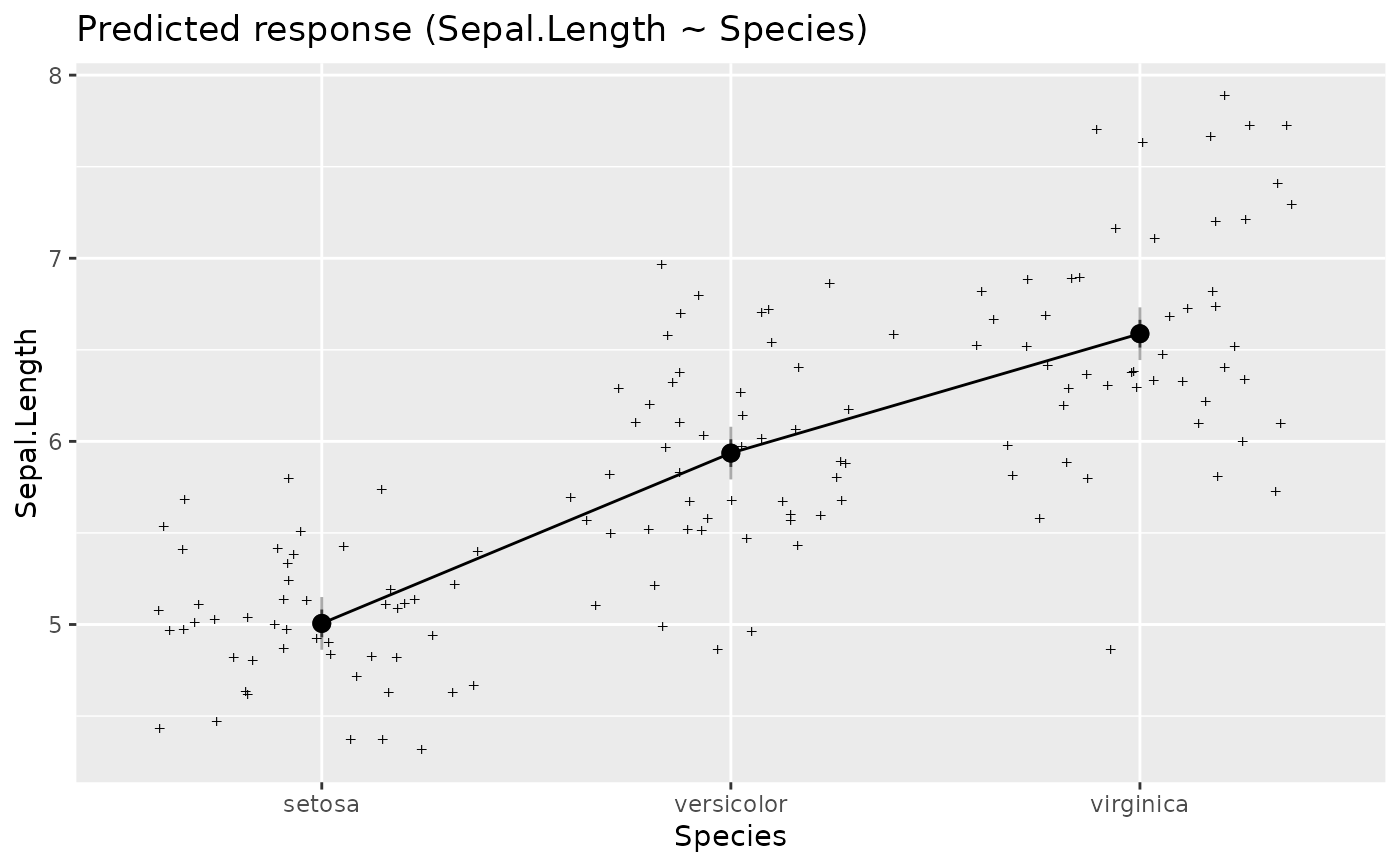 Predicted response (Sepal.Length ~ Species)
8
7
6
5
Sepal.Length
setosa versicolor virginica
Species